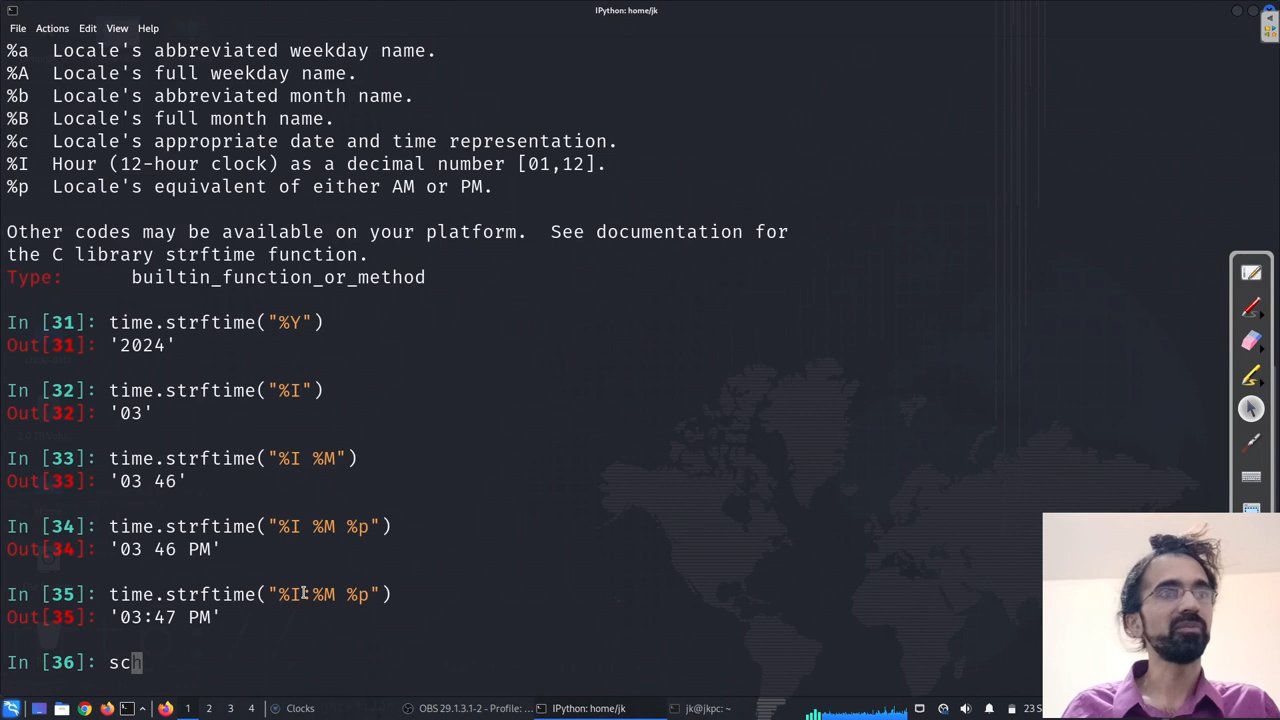 IPython: home/jk
File Actions Edit View Help
%a Locale's abbreviated weekday name.
%A Locale's full weekday name.
%b Locale's abbreviated month name.
%B Locale's full month name.
%c Locale's appropriate date and time representation.
%I Hour (12-hour clock) as a decimal number [01,12].
%p Locale's equivalent of either AM or PM.
Other codes may be available on your platform. See documentation for
the C library strftime function.
Type: builtin_function_or_method
In [31]: time.strftime("%Y")
Out[31]: '2024'
In [32]: time.strftime("%I")
Out[32]: '03'
In [33]: time.strftime("%I %M")
Out[33]: '03 46'
In [34]: time.strftime("%I %M %p")
Out[34]: '03 46 PM'
In [35]: time.strftime("%I:%M %p")
Out[35]: '03:47 PM'
In [36]: sch
1 2 3 4 Clocks OBS 29.1.3.1-2 - Profile: ... IPython: home/jk jk@jkpc: ~ 23 S